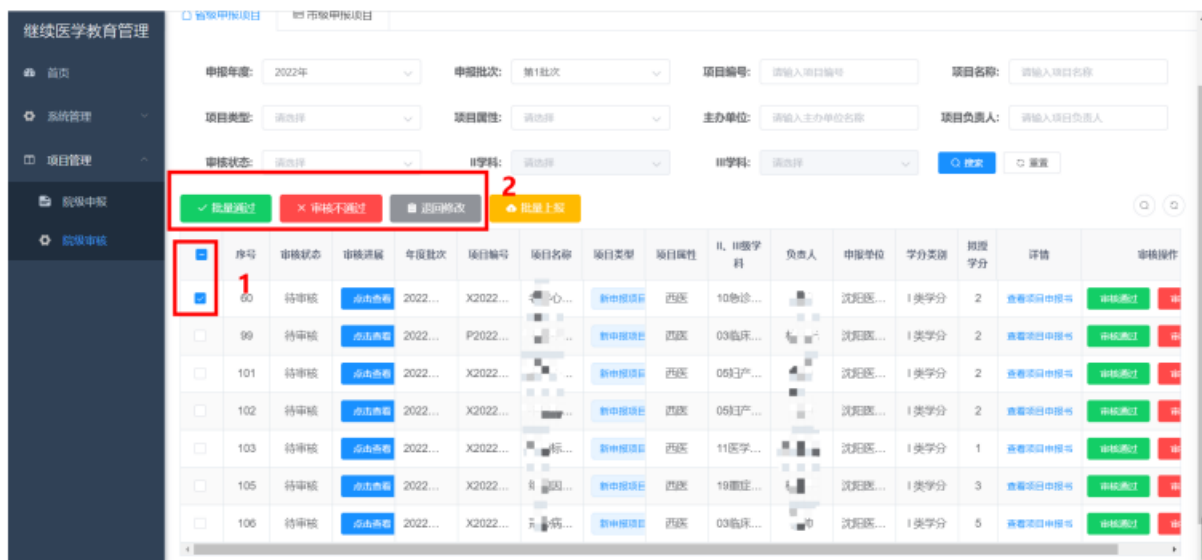 继续医学教育管理
首页
系统管理
项目管理
院级申报
院级审核
省级申报项目 市级申报项目
申报年度: 2022年 申报批次: 第1批次 项目编号: 请输入项目编号 项目名称: 请输入项目名称
项目类型: 请选择 项目属性: 请选择 主办单位: 请输入主办单位名称 项目负责人: 请输入项目负责人
审核状态: 请选择 II学科: 请选择 III学科: 请选择 搜索 重置
批量通过 审核不通过 退回修改 2 批量上报
序号 审核状态 审核进展 年度批次 项目编号 项目名称 项目类型 项目属性 II、III级学科 负责人 申报单位 学分类别 拟授学分 详情 审核操作
1
60 待审核 点击查看 2022... X2022... 心... 新申报项目 西医 10急诊... 沈阳医... I类学分 2 查看项目申报书 审核通过
99 待审核 点击查看 2022... P2022... 新申报项目 西医 03临床... 沈阳医... I类学分 2 查看项目申报书 审核通过
101 待审核 点击查看 2022... X2022... 新申报项目 西医 05妇产... 沈阳医... I类学分 2 查看项目申报书 审核通过
102 待审核 点击查看 2022... X2022... 新申报项目 西医 05妇产... 沈阳医... I类学分 2 查看项目申报书 审核通过
103 待审核 点击查看 2022... X2022... 标... 新申报项目 西医 11医学... 沈阳医... I类学分 1 查看项目申报书 审核通过
105 待审核 点击查看 2022... X2022... 因... 新申报项目 西医 19重症... 沈阳医... I类学分 3 查看项目申报书 审核通过
106 待审核 点击查看 2022... X2022... 病... 新申报项目 西医 03临床... 沈阳医... I类学分 5 查看项目申报书 审核通过